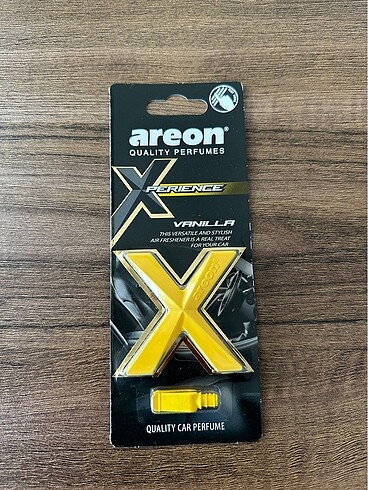 areon®
QUALITY PERFUMES
XPERIENCE
VANILLA
THIS VERSATILE AND STYLISH
AIR FRESHENER IS A REAL TREAT
FOR YOUR CAR
areon
QUALITY CAR PERFUME